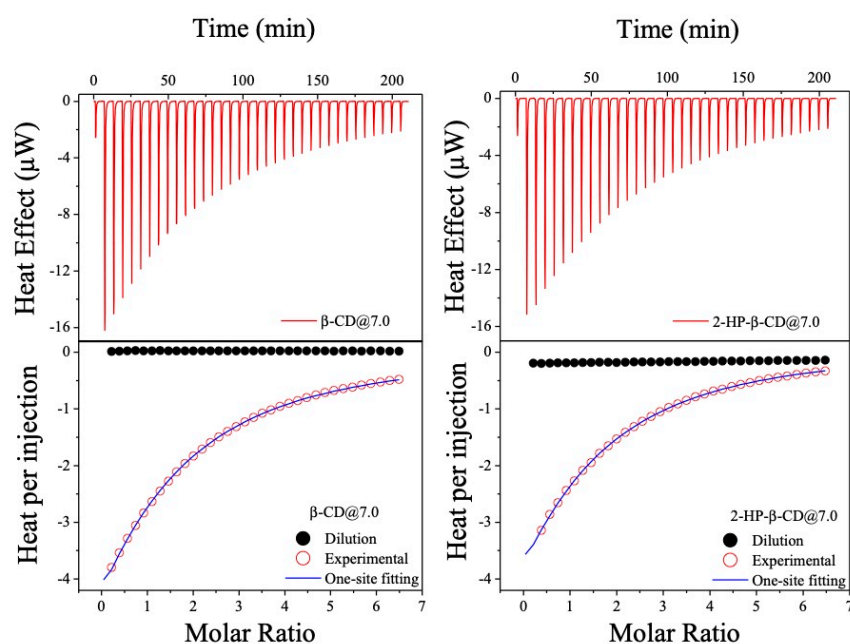 Time (min)
0 50 100 150 200
Heat Effect (µW)
0
-4
-8
-12
-16
β-CD@7.0
Heat per injection
0
-1
-2
-3
-4
β-CD@7.0
Dilution
Experimental
One-site fitting
0 1 2 3 4 5 6 7
Molar Ratio
Time (min)
0 50 100 150 200
Heat Effect (µW)
0
-4
-8
-12
-16
2-HP-β-CD@7.0
Heat per injection
0
-1
-2
-3
-4
2-HP-β-CD@7.0
Dilution
Experimental
One-site fitting
0 1 2 3 4 5 6 7
Molar Ratio